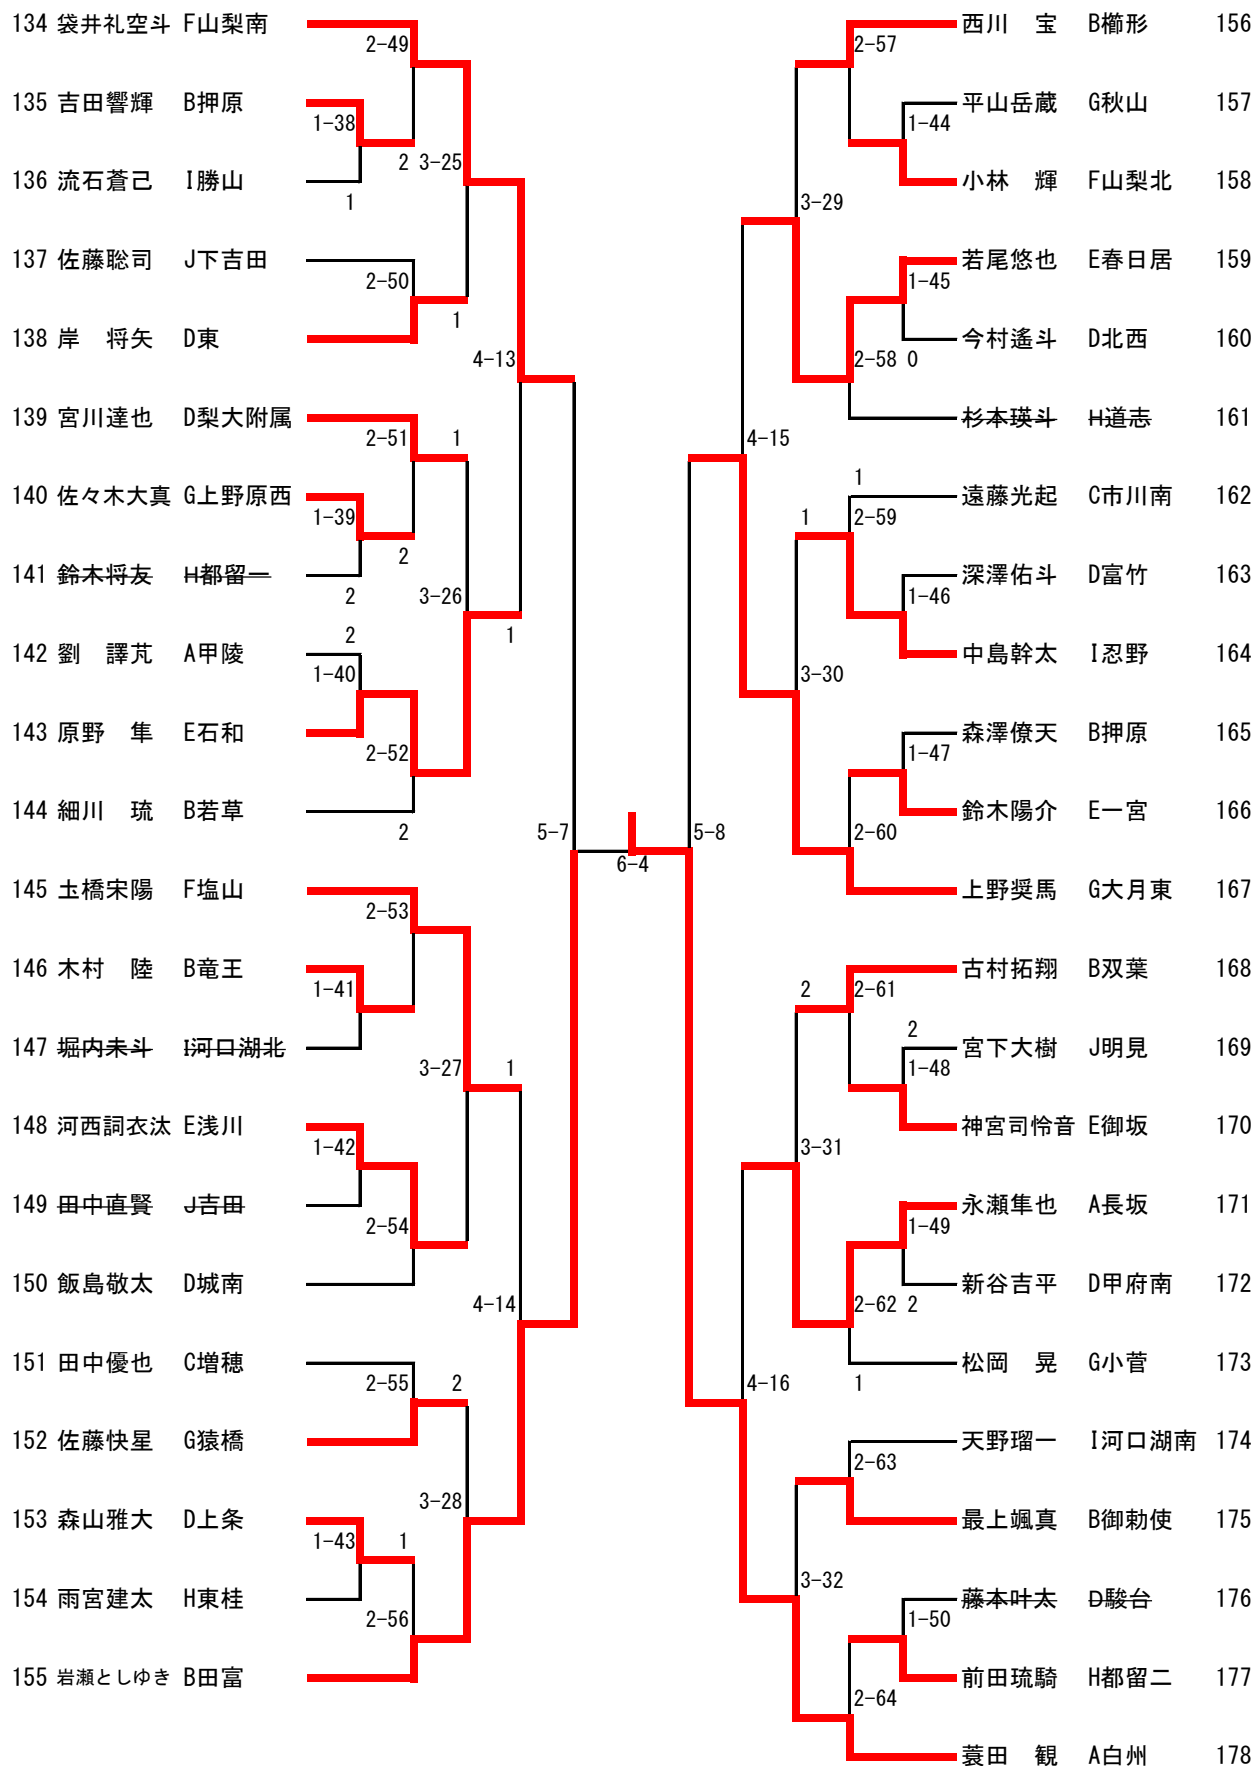 134 袋井礼空斗 F山梨南
2-49
135 吉田響輝 B押原
1-38
2 3-25
136 流石蒼己 I勝山
1
137 佐藤聡司 J下吉田
2-50
1
138 岸 将矢 D東
4-13
139 宮川達也 D梨大附属
2-51 1
140 佐々木大真 G上野原西
1-39
2
141 鈴木将友 H都留一
2 3-26
2 1
142 劉 譯芃 A甲陵
1-40
143 原野 隼 E石和
2-52
144 細川 琉 B若草
2
5-7
6-4
145 圡橋宋陽 F塩山
2-53
146 木村 陸 B竜王
1-41
147 堀内未斗 I河口湖北
3-27 1
148 河西詞衣汰 E浅川
1-42
149 田中直賢 J吉田
2-54
150 飯島敬太 D城南
4-14
151 田中優也 C増穂
2-55 2
152 佐藤快星 G猿橋
3-28
153 森山雅大 D上条
1-43 1
154 雨宮建太 H東桂
2-56
155 岩瀬としゆき B田富
西川 宝 B櫛形 156
2-57
平山岳蔵 G秋山 157
1-44
小林 輝 F山梨北 158
3-29
若尾悠也 E春日居 159
1-45
今村遙斗 D北西 160
2-58 0
杉本瑛斗 H道志 161
4-15
1
遠藤光起 C市川南 162
1 2-59
深澤佑斗 D富竹 163
1-46
中島幹太 I忍野 164
3-30
森澤僚天 B押原 165
1-47
鈴木陽介 E一宮 166
5-8 2-60
上野奨馬 G大月東 167
古村拓翔 B双葉 168
2 2-61
2
宮下大樹 J明見 169
1-48
神宮司怜音 E御坂 170
3-31
永瀬隼也 A長坂 171
1-49
新谷吉平 D甲府南 172
2-62 2
松岡 晃 G小菅 173
4-16 1
天野瑠一 I河口湖南 174
2-63
最上颯真 B御勅使 175
3-32
藤本叶太 D駿台 176
1-50
前田琉騎 H都留二 177
2-64
蓑田 観 A白州 178